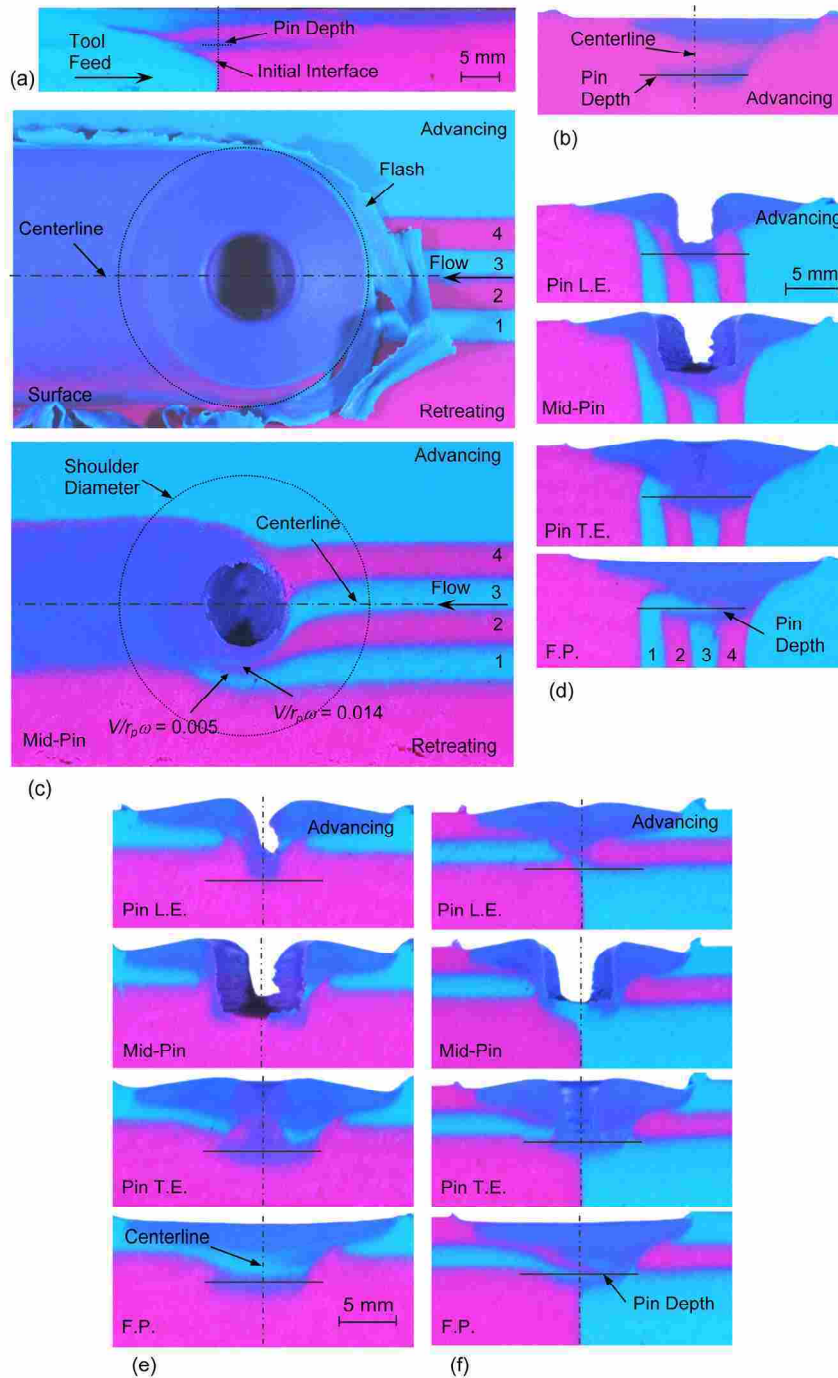 Tool
Feed
Pin Depth
Initial Interface
5 mm
(a)
Centerline
Pin
Depth
Advancing
(b)
Advancing
Flash
Centerline
4
Flow
3
2
1
Surface
Retreating
Shoulder
Diameter
Advancing
Centerline
4
Flow
3
2
1
V/rₚω = 0.005
V/rₚω = 0.014
Mid-Pin
Retreating
(c)
Advancing
Pin L.E.
5 mm
Mid-Pin
Pin T.E.
Pin
Depth
F.P.
1 2 3 4
(d)
Advancing
Pin L.E.
Mid-Pin
Pin T.E.
Centerline
F.P.
5 mm
(e)
Advancing
Pin L.E.
Mid-Pin
Pin T.E.
Pin Depth
F.P.
(f)